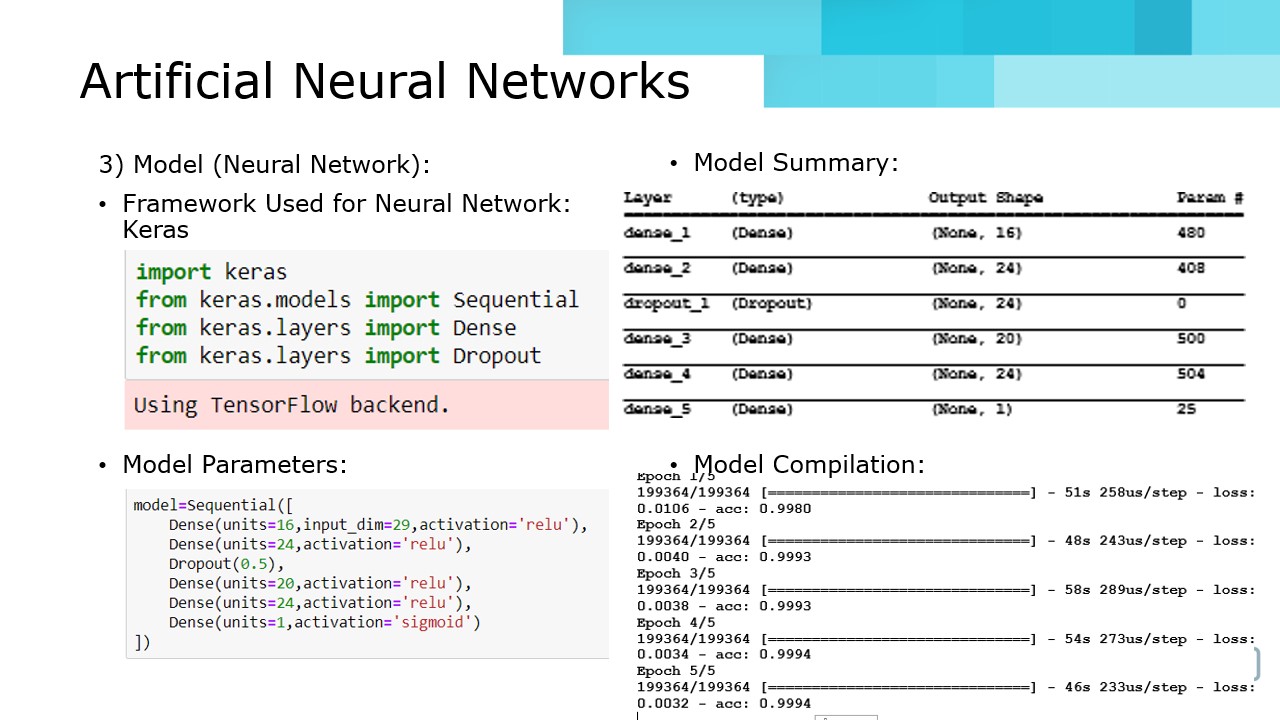 Artificial Neural Networks
3) Model (Neural Network):
• Framework Used for Neural Network:
Keras
import keras
from keras.models import Sequential
from keras.layers import Dense
from keras.layers import Dropout
Using TensorFlow backend.
• Model Parameters:
model=Sequential([
    Dense(units=16,input_dim=29,activation='relu'),
    Dense(units=24,activation='relu'),
    Dropout(0.5),
    Dense(units=20,activation='relu'),
    Dense(units=24,activation='relu'),
    Dense(units=1,activation='sigmoid')
])
• Model Summary:
Layer (type) Output Shape Param #
dense_1 (Dense) (None, 16) 480
dense_2 (Dense) (None, 24) 408
dropout_1 (Dropout) (None, 24) 0
dense_3 (Dense) (None, 20) 500
dense_4 (Dense) (None, 24) 504
dense_5 (Dense) (None, 1) 25
• Model Compilation:
Epoch 1/5
199364/199364 [==============================] - 51s 258us/step - loss:
0.0106 - acc: 0.9980
Epoch 2/5
199364/199364 [==============================] - 48s 243us/step - loss:
0.0040 - acc: 0.9993
Epoch 3/5
199364/199364 [==============================] - 58s 289us/step - loss:
0.0038 - acc: 0.9993
Epoch 4/5
199364/199364 [==============================] - 54s 273us/step - loss:
0.0034 - acc: 0.9994
Epoch 5/5
199364/199364 [==============================] - 46s 233us/step - loss:
0.0032 - acc: 0.9994